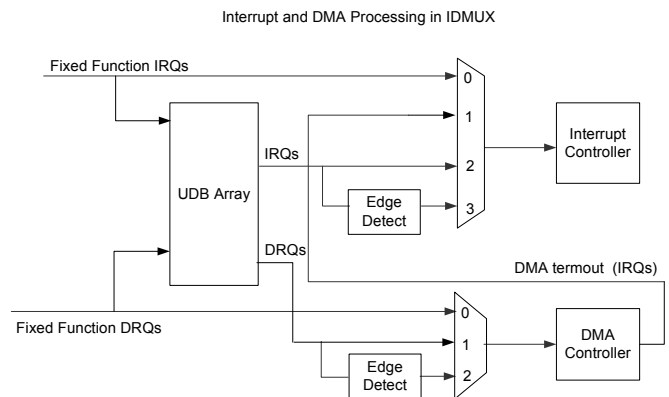 Interrupt and DMA Processing in IDMUX
Fixed Function IRQs
0
1
2
3
Interrupt
Controller
UDB Array
IRQs
Edge
Detect
DRQs
DMA termout (IRQs)
Fixed Function DRQs
0
1
2
DMA
Controller
Edge
Detect